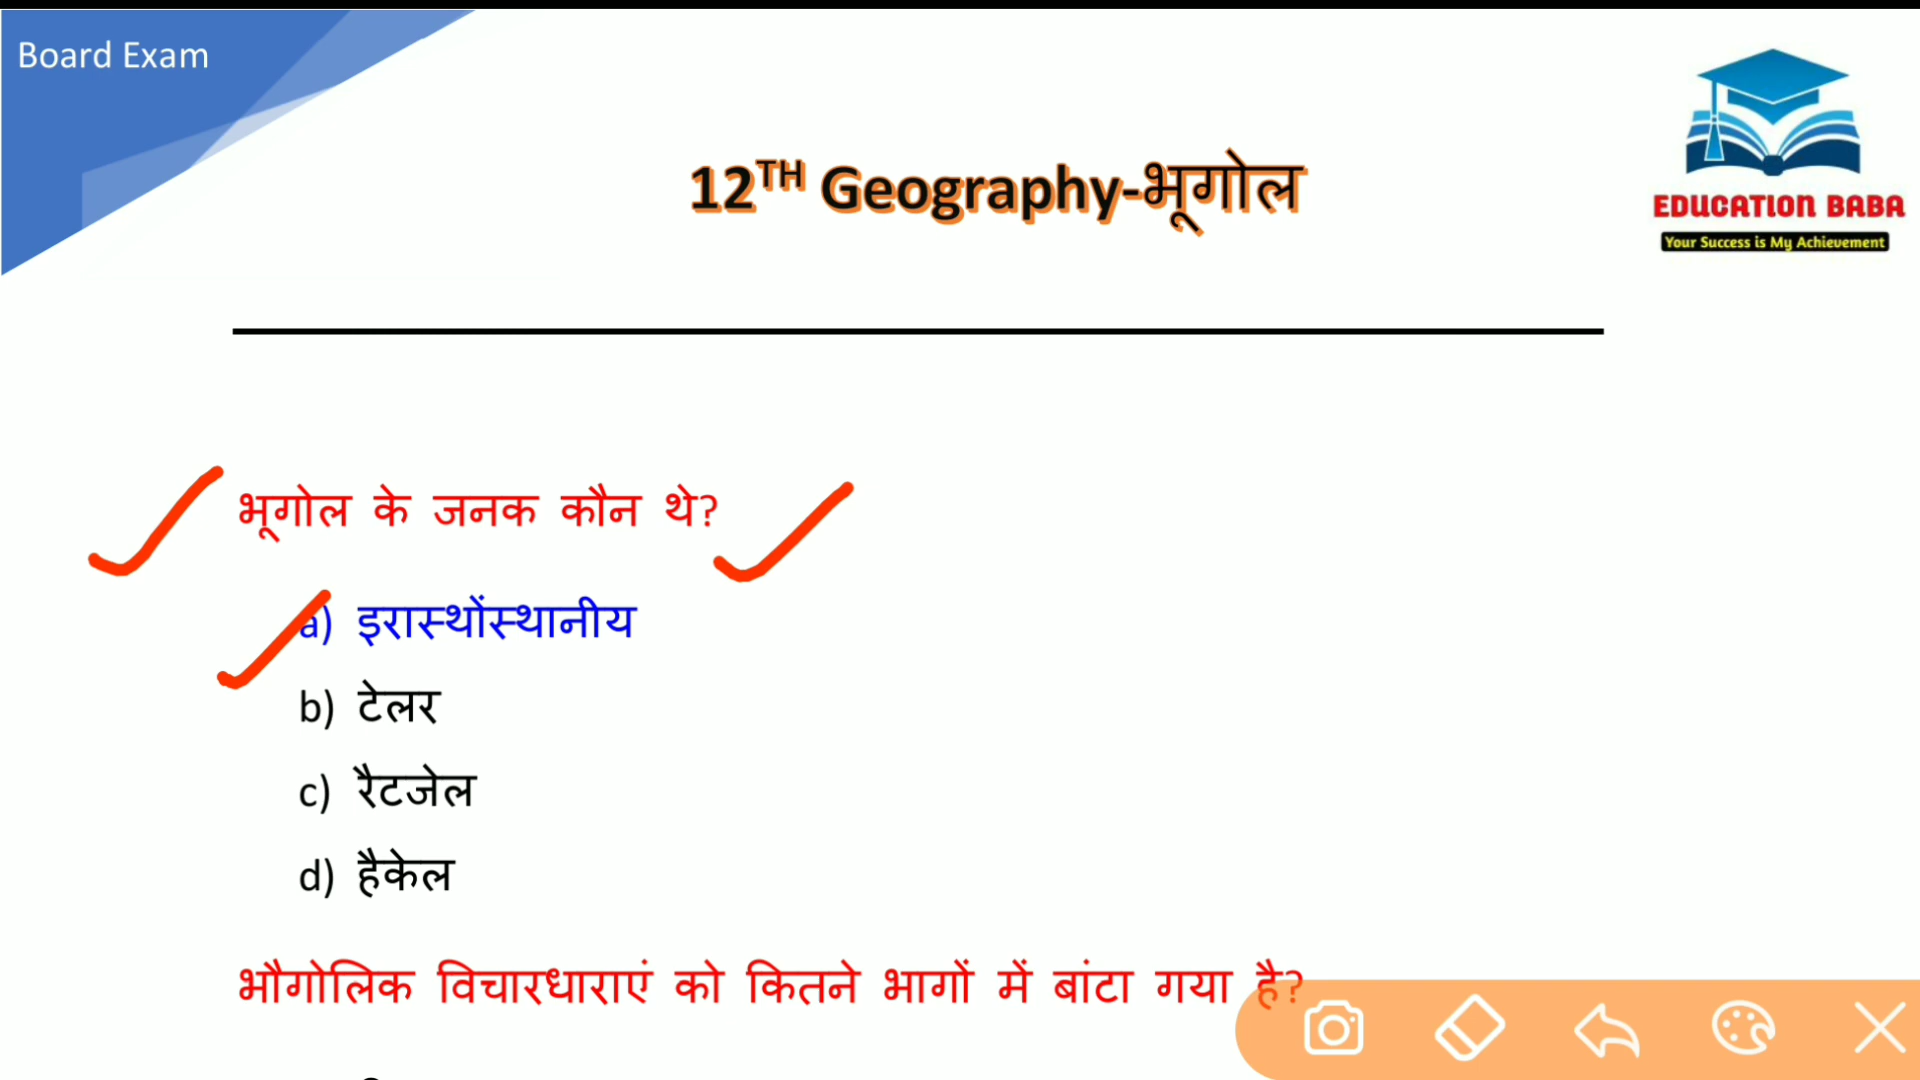 Board Exam
12TH Geography-भूगोल
EDUCATION BABA
Your Success is My Achievement
भूगोल के जनक कौन थे?
a) इरास्थोंस्थानीय
b) टेलर
c) रैटजेल
d) हैकेल
भौगोलिक विचारधाराएं को कितने भागों में बांटा गया है?